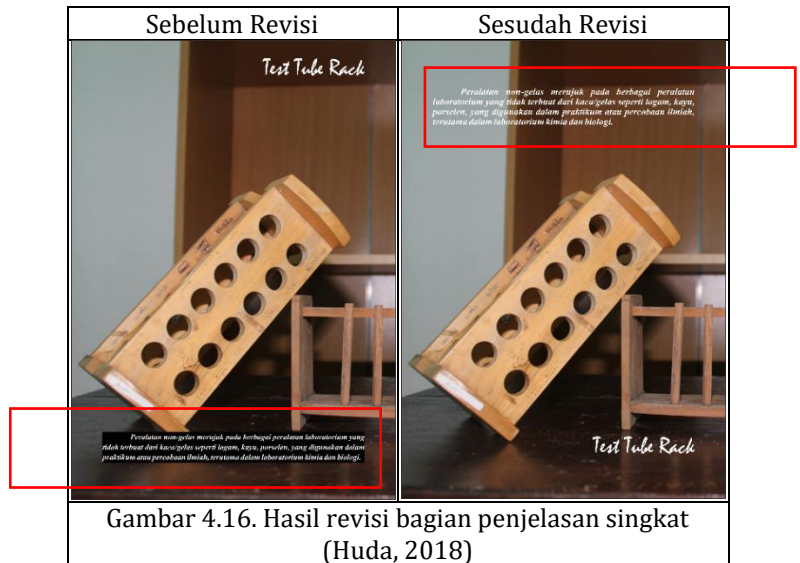 Sebelum Revisi
Sesudah Revisi
Test Tube Rack
Peralatan non-gelas merujuk pada berbagai peralatan laboratorium yang
tidak terbuat dari kaca/gelas seperti logam, kayu, porselen, yang digunakan dalam
praktikum atau percobaan ilmiah, terutama dalam laboratorium kimia dan biologi.
Peralatan non-gelas merujuk pada berbagai peralatan
laboratorium yang tidak terbuat dari kaca/gelas seperti logam, kayu,
porselen, yang digunakan dalam praktikum atau percobaan ilmiah,
terutama dalam laboratorium kimia dan biologi.
Test Tube Rack
Gambar 4.16. Hasil revisi bagian penjelasan singkat
(Huda, 2018)